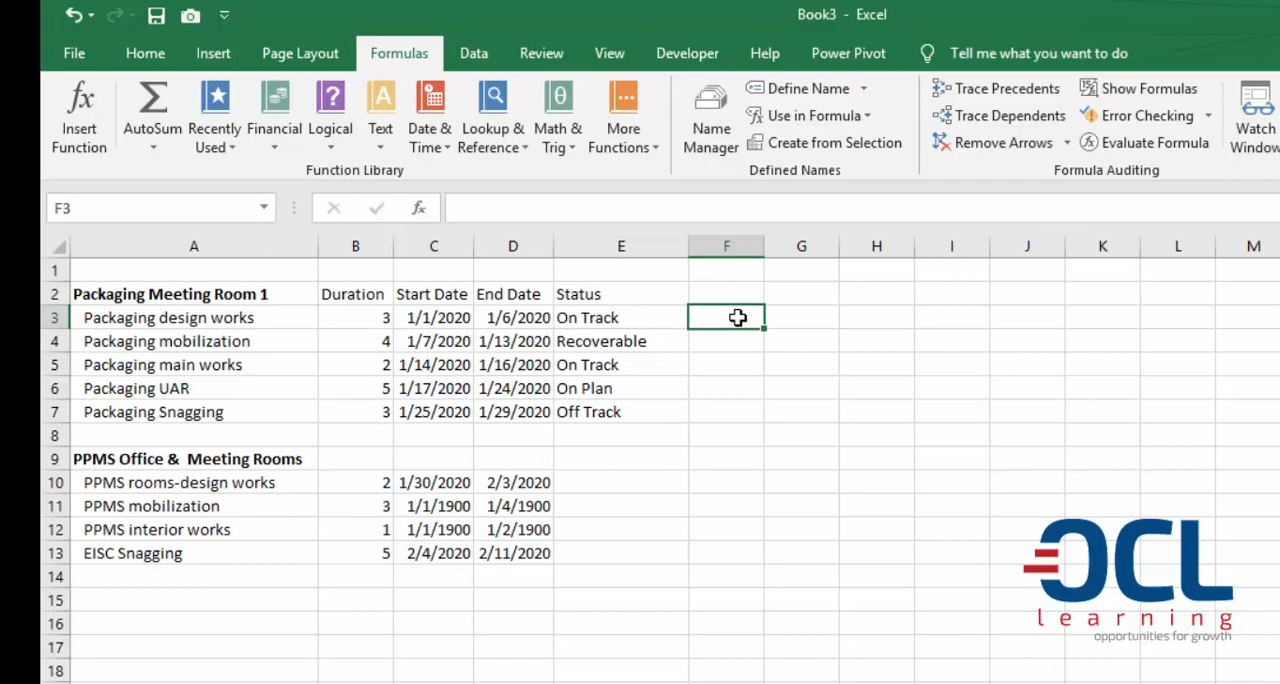 Book3 - Excel
File Home Insert Page Layout Formulas Data Review View Developer Help Power Pivot Tell me what you want to do
fx Insert Function
Σ AutoSum
Recently Used
Financial
? Logical
A Text
Date & Time
Lookup & Reference
θ Math & Trig
... More Functions
Function Library
Name Manager
Define Name
Use in Formula
Create from Selection
Defined Names
Trace Precedents
Trace Dependents
Remove Arrows
Show Formulas
Error Checking
Evaluate Formula
Formula Auditing
Watch Window
F3 fx
A B C D E F G H I J K L M
1
2 Packaging Meeting Room 1 Duration Start Date End Date Status
3 Packaging design works 3 1/1/2020 1/6/2020 On Track
4 Packaging mobilization 4 1/7/2020 1/13/2020 Recoverable
5 Packaging main works 2 1/14/2020 1/16/2020 On Track
6 Packaging UAR 5 1/17/2020 1/24/2020 On Plan
7 Packaging Snagging 3 1/25/2020 1/29/2020 Off Track
8
9 PPMS Office & Meeting Rooms
10 PPMS rooms-design works 2 1/30/2020 2/3/2020
11 PPMS mobilization 3 1/1/1900 1/4/1900
12 PPMS interior works 1 1/1/1900 1/2/1900
13 EISC Snagging 5 2/4/2020 2/11/2020
14
15
16
17
18
OCL
learning
opportunities for growth